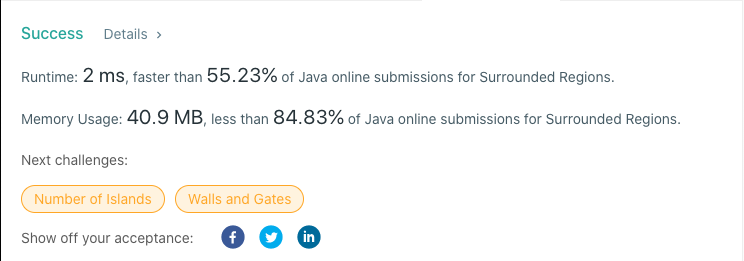 Success Details >
Runtime: 2 ms, faster than 55.23% of Java online submissions for Surrounded Regions.
Memory Usage: 40.9 MB, less than 84.83% of Java online submissions for Surrounded Regions.
Next challenges:
Number of Islands Walls and Gates
Show off your acceptance: f in